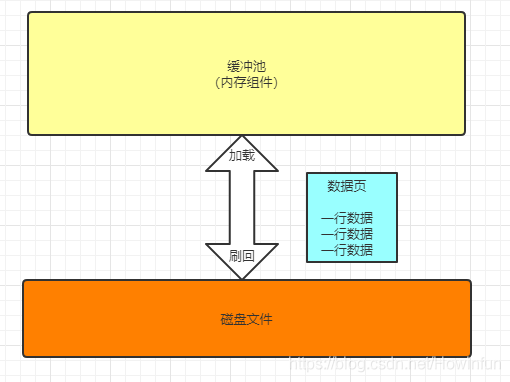 缓冲池
（内存组件）
加载
数据页
一行数据
一行数据
一行数据
刷回
磁盘文件
https://blog.csdn.net/Howinfun